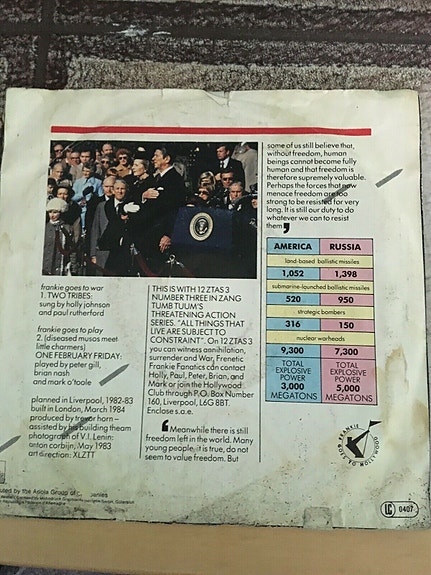 frankie goes to war
1. TWO TRIBES:
sung by holly johnson
and paul rutherford
frankie goes to play
2. (diseased musos meet
little charmers)
ONE FEBRUARY FRIDAY:
played by peter gill,
brian nash
and mark o'toole
planned in Liverpool, 1982-83
built in London, March 1984
produced by trevor horn –
assisted by his building theam
photograph of V.I. Lenin:
anton corbijn, May 1983
art direction: XLZTT
THIS IS WITH 12 ZTAS 3
NUMBER THREE IN ZANG
TUMB TUUM'S
THREATENING ACTION
SERIES. "ALL THINGS THAT
LIVE ARE SUBJECT TO
CONSTRAINT". On 12 ZTAS 3
you can witness annihilation,
surrender and War, Frenetic
Frankie Fanatics can contact
Holly, Paul, Peter, Brian, and
Mark or join the Hollywood
Club through P.O. Box Number
160, Liverpool, L69 8BT.
Enclose s.a.e.
❛Meanwhile there is still
freedom left in the world. Many
young people, it is true, do not
seem to value freedom. But
some of us still believe that,
without freedom, human
beings cannot become fully
human and that freedom is
therefore supremely valuable.
Perhaps the forces that now
menace freedom are too
strong to be resisted for very
long. It is still our duty to do
whatever we can to resist
them❜
AMERICA RUSSIA
land-based ballistic missiles
1,052 1,398
submarine-launched ballistic missiles
520 950
strategic bombers
316 150
nuclear warheads
9,300 7,300
TOTAL EXPLOSIVE POWER 3,000 MEGATONS
TOTAL EXPLOSIVE POWER 5,000 MEGATONS
FRANKIE GOES TO HOLLYWOOD
uted by the Asiola Group of
LC 0407